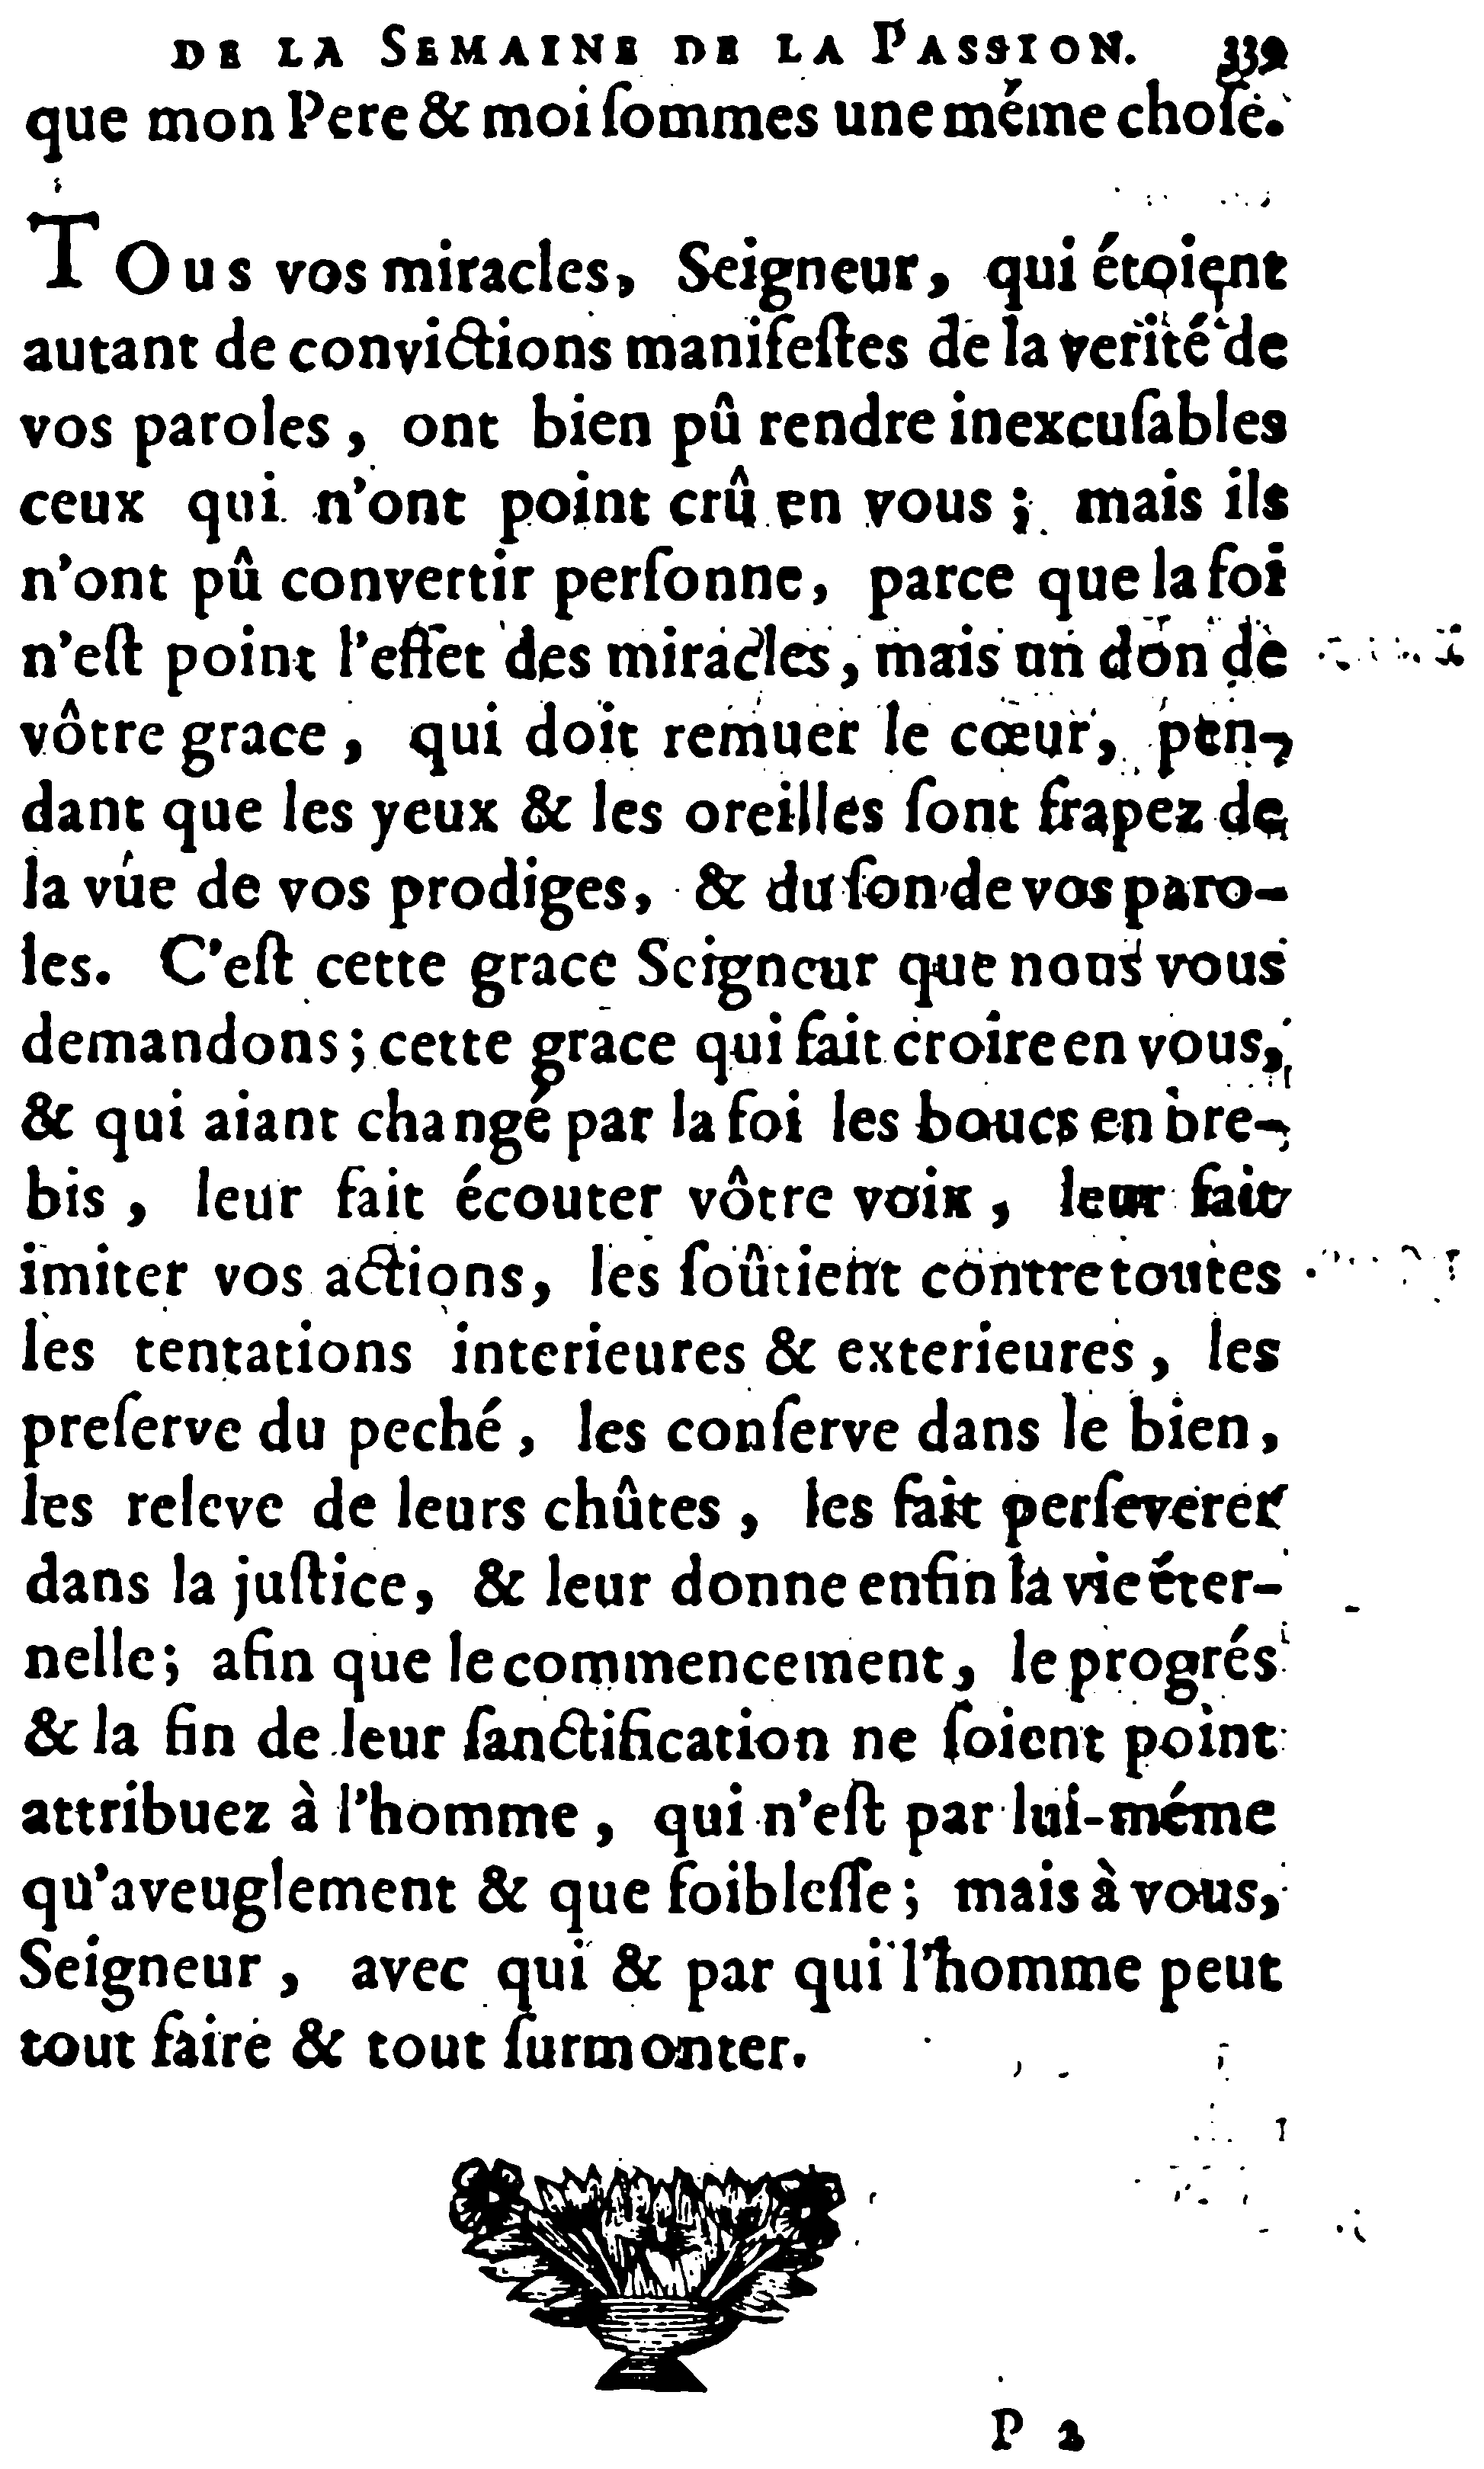 DE LA SEMAINE DE LA PASSION. 339
que mon Pere & moi ſommes une méme choſe.
TOus vos miracles, Seigneur, qui étoient
autant de convictions manifeſtes de la verité de
vos paroles, ont bien pû rendre inexcuſables
ceux qui n'ont point crû en vous; mais ils
n'ont pû convertir perſonne, parce que la foi
n'eſt point l'effet des miracles, mais un don de
vôtre grace, qui doit remuer le cœur, pen-
dant que les yeux & les oreilles ſont frapez de
la vúe de vos prodiges, & du ſon de vos paro-
les. C'eſt cette grace Seigneur que nous vous
demandons; cette grace qui fait croire en vous,
& qui aiant changé par la foi les boucs en bre-
bis, leur fait écouter vôtre voix, leur fait
imiter vos actions, les ſoûtient contre toutes
les tentations interieures & exterieures, les
preſerve du peché, les conſerve dans le bien,
les releve de leurs chûtes, les fait perſeverer
dans la juſtice, & leur donne enfin la vie éter-
nelle; afin que le commencement, le progrés
& la fin de leur ſanctification ne ſoient point
attribuez à l'homme, qui n'eſt par lui-méme
qu'aveuglement & que foibleſſe; mais à vous,
Seigneur, avec qui & par qui l'homme peut
tout faire & tout ſurmonter.
P 2